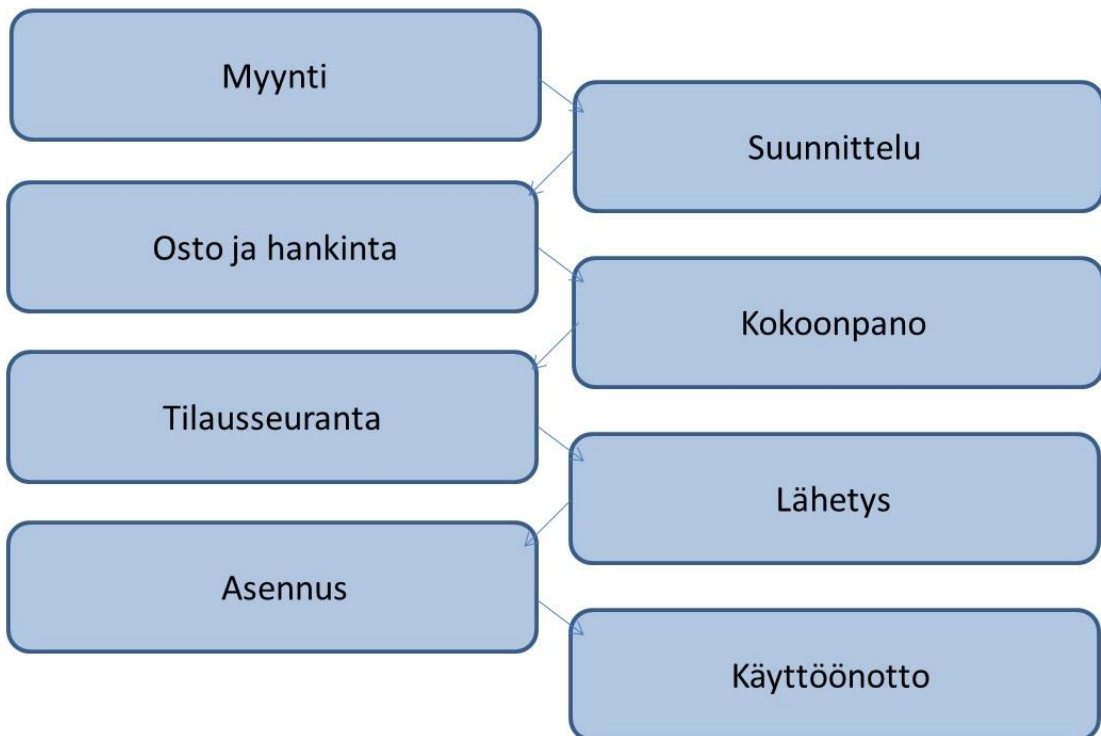 Myynti
Suunnittelu
Osto ja hankinta
Kokoonpano
Tilausseuranta
Lähetys
Asennus
Käyttöönotto